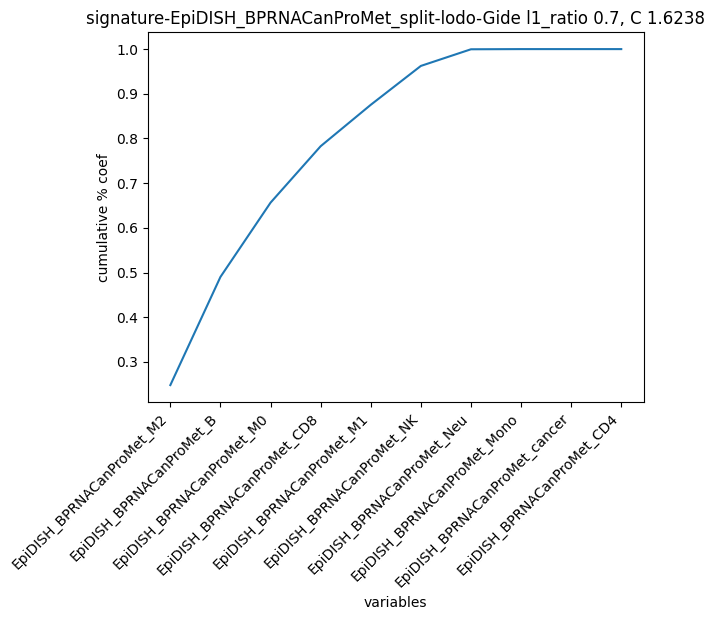 signature-EpiDISH_BPRNACanProMet_split-lodo-Gide l1_ratio 0.7, C 1.6238
1.0
0.9
0.8
0.7
0.6
0.5
0.4
0.3
cumulative % coef
EpiDISH_BPRNACanProMet_M2
EpiDISH_BPRNACanProMet_B
EpiDISH_BPRNACanProMet_M0
EpiDISH_BPRNACanProMet_CD8
EpiDISH_BPRNACanProMet_M1
EpiDISH_BPRNACanProMet_NK
EpiDISH_BPRNACanProMet_Neu
EpiDISH_BPRNACanProMet_Mono
EpiDISH_BPRNACanProMet_cancer
EpiDISH_BPRNACanProMet_CD4
variables